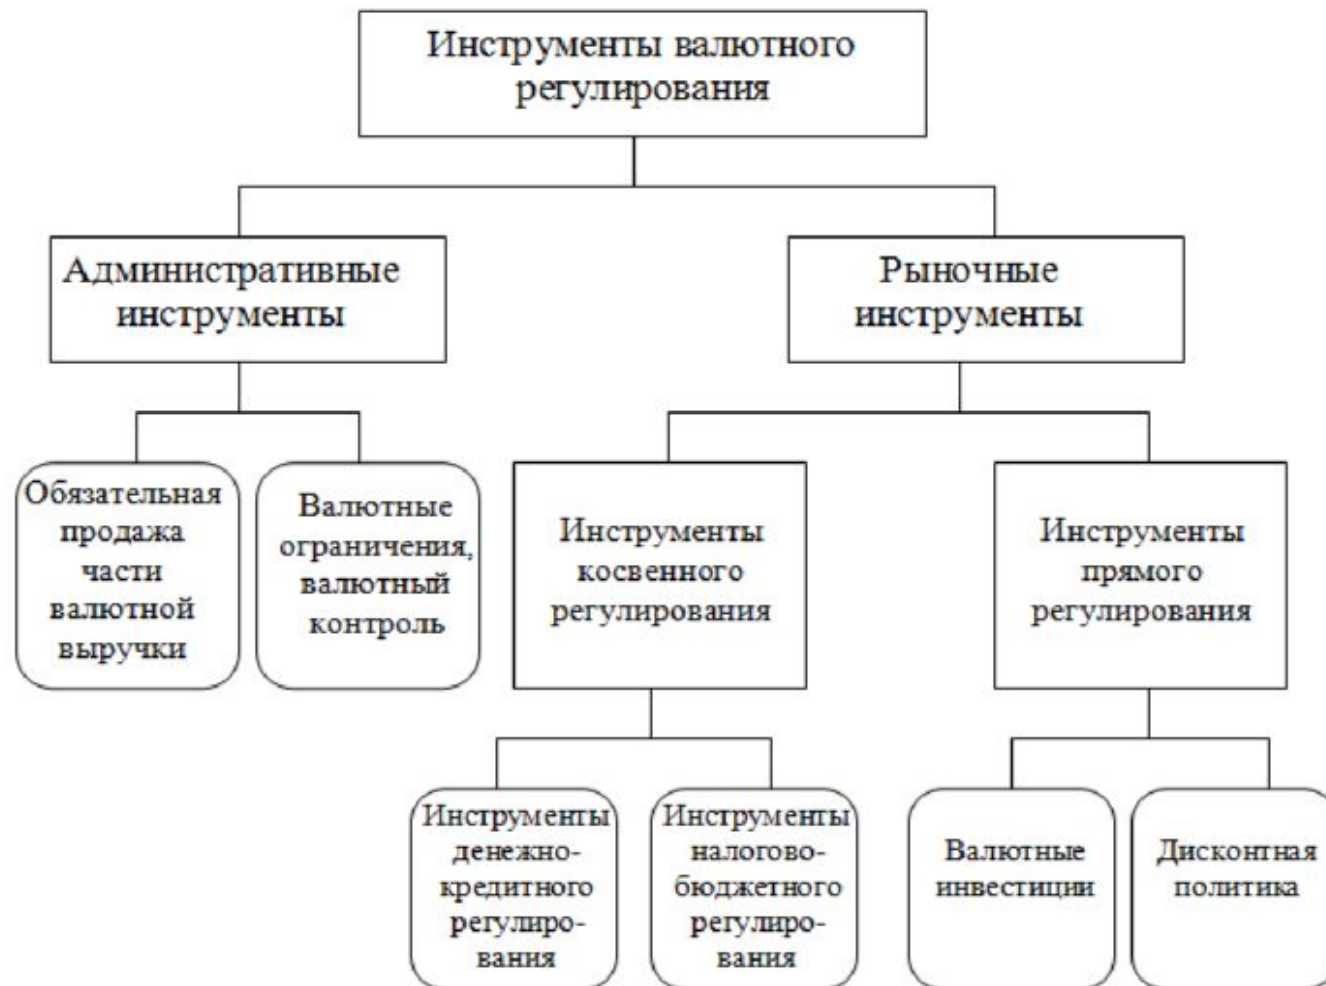 Инструменты валютного
регулирования
Административные
инструменты
Рыночные
инструменты
Обязательная
продажа
части
валютной
выручки
Валютные
ограничения,
валютный
контроль
Инструменты
косвенного
регулирования
Инструменты
прямого
регулирования
Инструменты
денежно-
кредитного
регулиро-
вания
Инструменты
налогово-
бюджетного
регулиро-
вания
Валютные
инвестиции
Дисконтная
политика